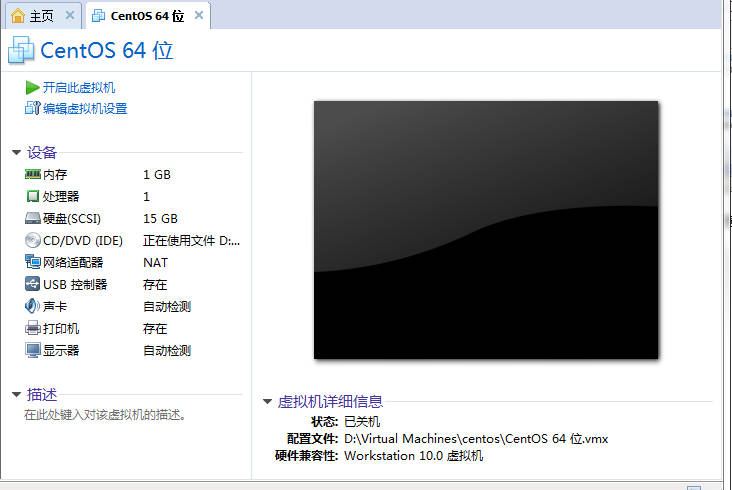 主页
CentOS 64 位
CentOS 64 位
开启此虚拟机
编辑虚拟机设置
设备
内存 1 GB
处理器 1
硬盘(SCSI) 15 GB
CD/DVD (IDE) 正在使用文件 D:...
网络适配器 NAT
USB 控制器 存在
声卡 自动检测
打印机 存在
显示器 自动检测
描述
在此处键入对该虚拟机的描述。
虚拟机详细信息
状态: 已关机
配置文件: D:\Virtual Machines\centos\CentOS 64 位.vmx
硬件兼容性: Workstation 10.0 虚拟机